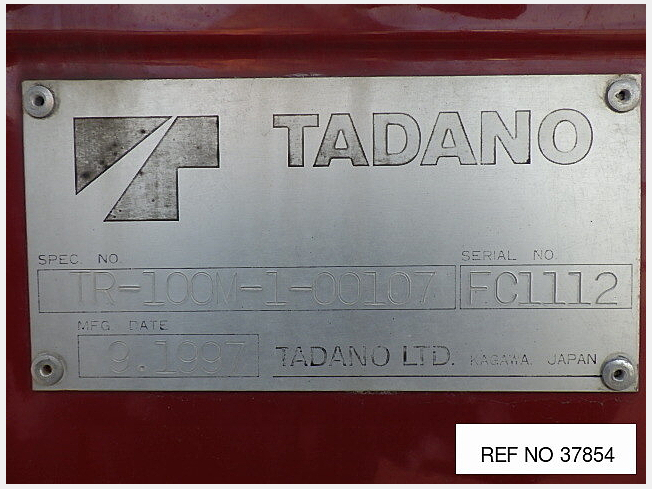 TADANO
SPEC. NO. SERIAL NO.
TR-100M-1-00107 FC1112
MFG. DATE
9.1997 TADANO LTD. KAGAWA, JAPAN
REF NO 37854